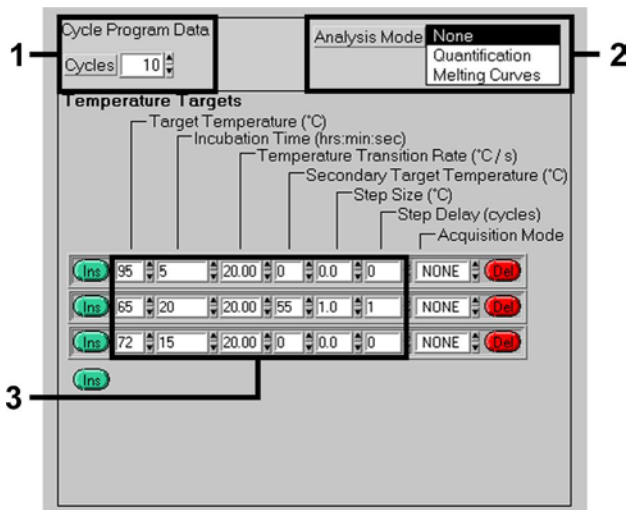 Cycle Program Data
Cycles 10
1
Analysis Mode None
Quantification
Melting Curves
2
Temperature Targets
Target Temperature (°C)
Incubation Time (hrs:min:sec)
Temperature Transition Rate (°C / s)
Secondary Target Temperature (°C)
Step Size (°C)
Step Delay (cycles)
Acquisition Mode
Ins 95 5 20.00 0 0.0 0 NONE Del
Ins 65 20 20.00 55 1.0 1 NONE Del
Ins 72 15 20.00 0 0.0 0 NONE Del
Ins
3